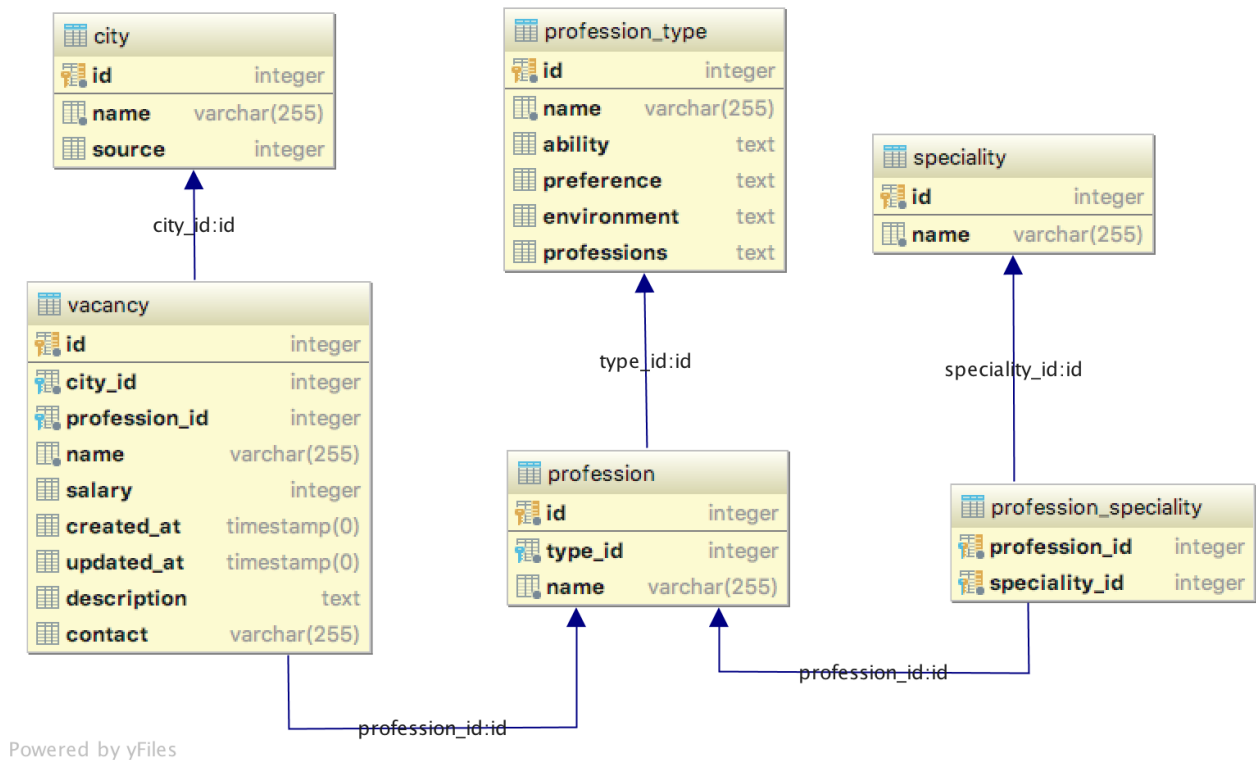 city
id integer
name varchar(255)
source integer
city_id:id
vacancy
id integer
city_id integer
profession_id integer
name varchar(255)
salary integer
created_at timestamp(0)
updated_at timestamp(0)
description text
contact varchar(255)
profession_id:id
profession_type
id integer
name varchar(255)
ability text
preference text
environment text
professions text
type_id:id
profession
id integer
type_id integer
name varchar(255)
profession_id:id
speciality
id integer
name varchar(255)
speciality_id:id
profession_speciality
profession_id integer
speciality_id integer
Powered by yFiles